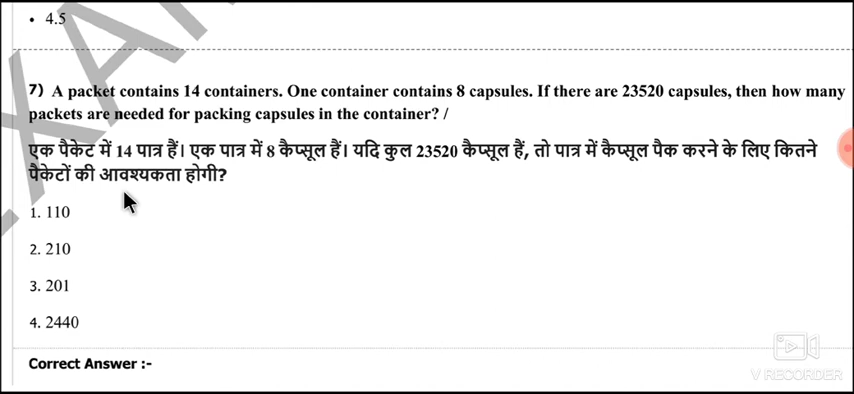 • 4.5
7) A packet contains 14 containers. One container contains 8 capsules. If there are 23520 capsules, then how many
packets are needed for packing capsules in the container? /
एक पैकेट में 14 पात्र हैं। एक पात्र में 8 कैप्सूल हैं। यदि कुल 23520 कैप्सूल हैं, तो पात्र में कैप्सूल पैक करने के लिए कितने
पैकेटों की आवश्यकता होगी?
1. 110
2. 210
3. 201
4. 2440
Correct Answer :-
V RECORDER